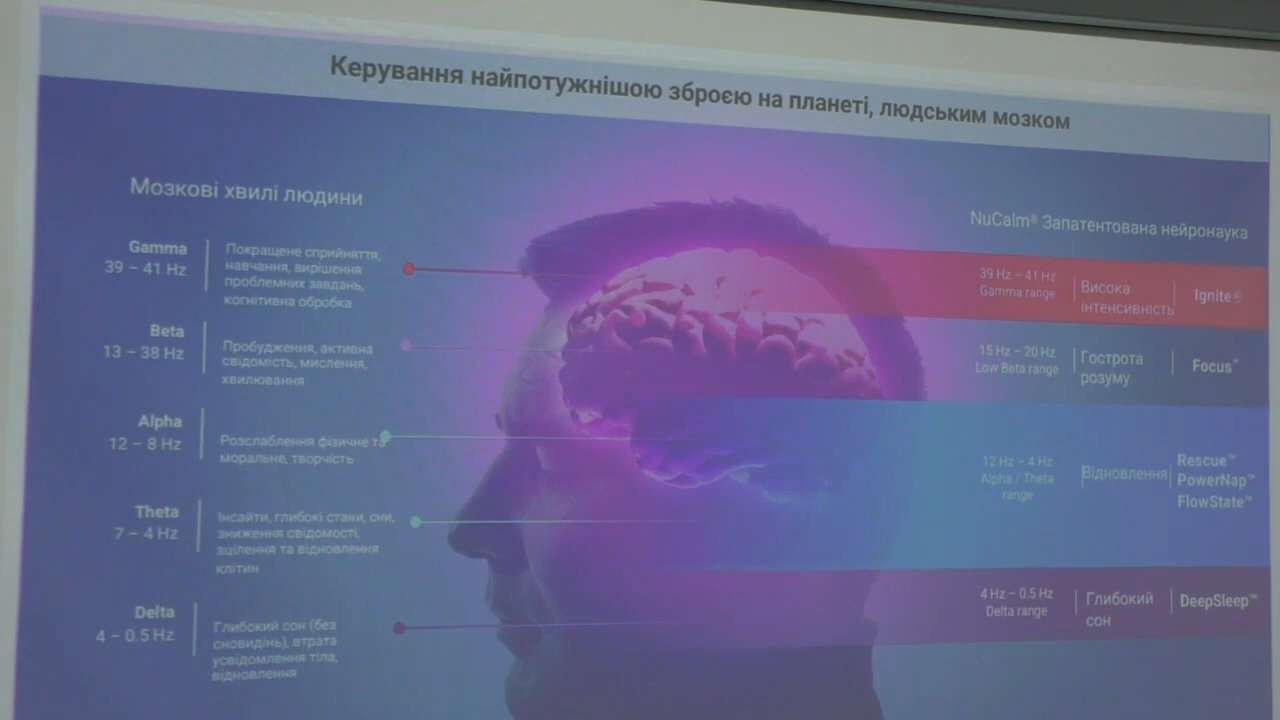 Керування найпотужнішою зброєю на планеті, людським мозком
Мозкові хвилі людини
Gamma
39 – 41 Hz
Покращене сприйняття,
навчання, вирішення
проблемних завдань,
когнітивна обробка
Beta
13 – 38 Hz
Пробудження, активна
свідомість, мислення,
хвилювання
Alpha
12 – 8 Hz
Розслаблення фізичне та
моральне, творчість
Theta
7 – 4 Hz
Інсайти, глибокі стани, сни,
зниження свідомості,
зцілення та відновлення
клітин
Delta
4 – 0.5 Hz
Глибокий сон (без
сновидінь), втрата
усвідомлення тіла,
відновлення
NuCalm® Запатентована нейронаука
39 Hz – 41 Hz
Gamma range
Висока
інтенсивність
Ignite®
15 Hz – 20 Hz
Low Beta range
Гострота
розуму
Focus™
12 Hz – 4 Hz
Alpha / Theta
range
Відновлення
Rescue™
PowerNap™
FlowState™
4 Hz – 0.5 Hz
Delta range
Глибокий
сон
DeepSleep™